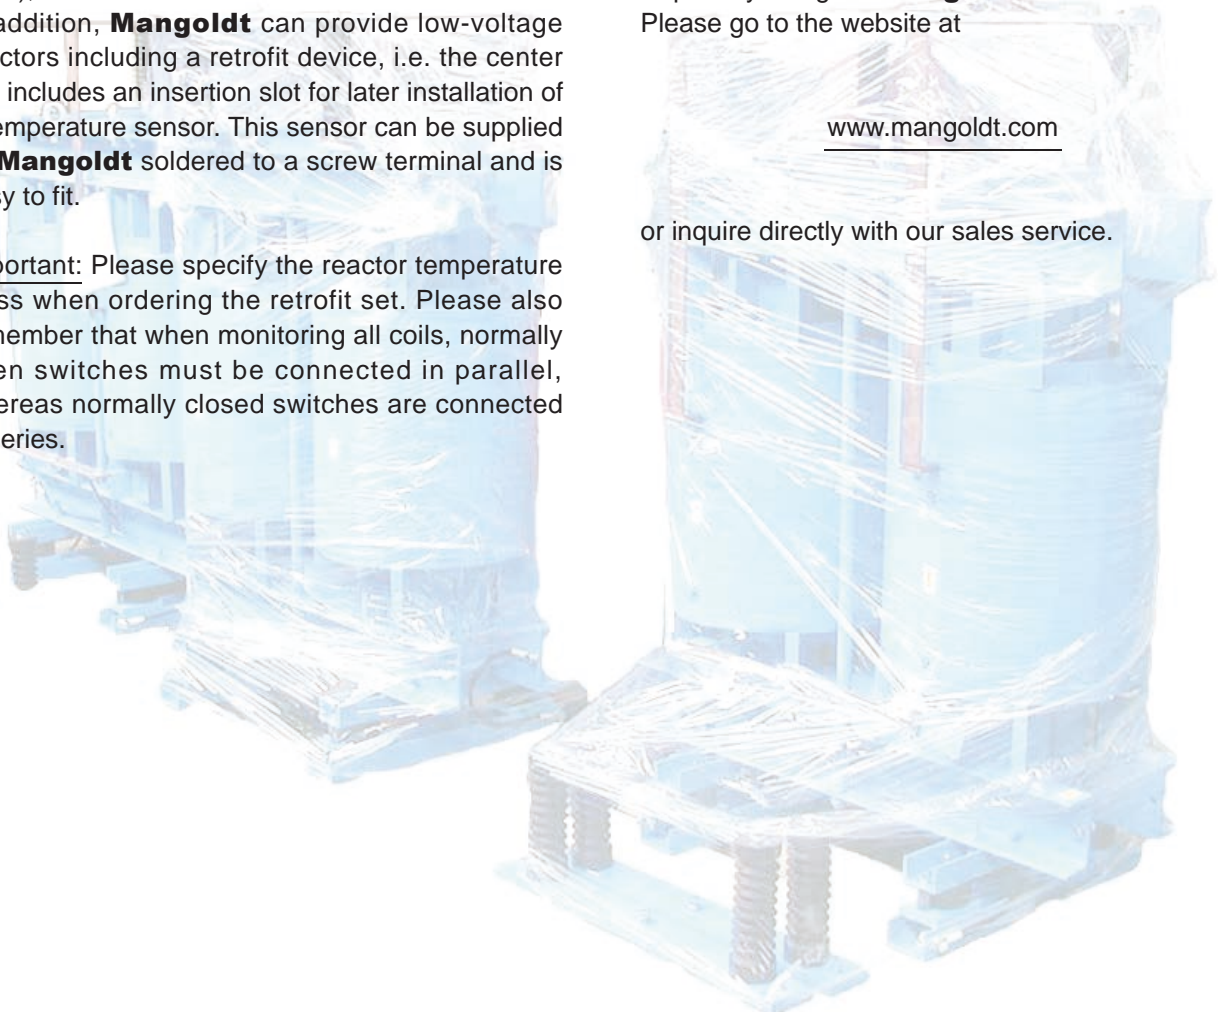 addition, Mangoldt can provide low-voltage
ctors including a retrofit device, i.e. the center
includes an insertion slot for later installation of
emperature sensor. This sensor can be supplied
Mangoldt soldered to a screw terminal and is
sy to fit.
portant: Please specify the reactor temperature
ss when ordering the retrofit set. Please also
member that when monitoring all coils, normally
en switches must be connected in parallel,
ereas normally closed switches are connected
eries.
Please go to the website at
www.mangoldt.com
or inquire directly with our sales service.